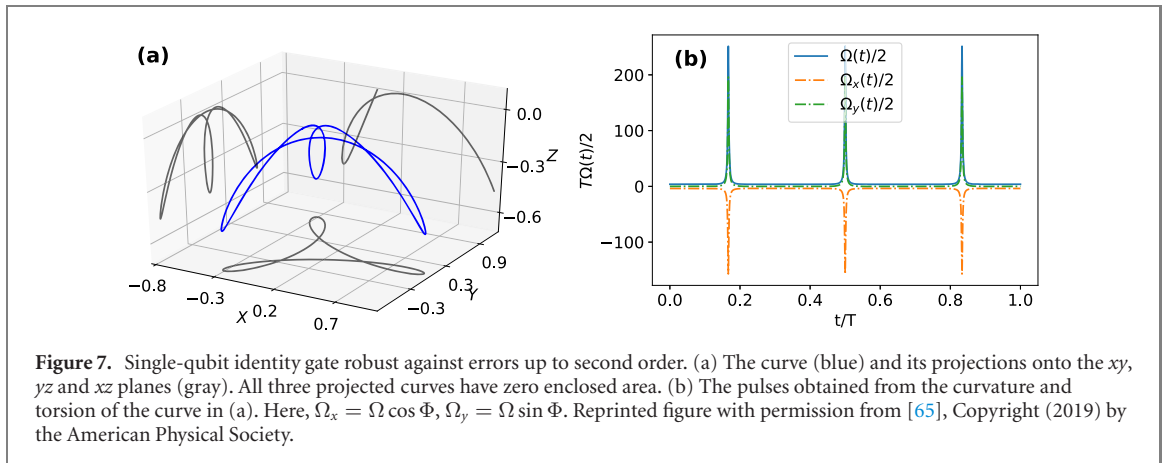 (a)
0.0
−0.3
Z
−0.6
0.9
0.3
Y
−0.3
−0.8
−0.3
X
0.2
0.7
(b)
Ω(t)/2
Ωx(t)/2
Ωy(t)/2
TΩ(t)/2
200
100
0
−100
0.0 0.2 0.4 0.6 0.8 1.0
t/T
Figure 7. Single-qubit identity gate robust against errors up to second order. (a) The curve (blue) and its projections onto the xy,
yz and xz planes (gray). All three projected curves have zero enclosed area. (b) The pulses obtained from the curvature and
torsion of the curve in (a). Here, Ωx = Ω cos Φ, Ωy = Ω sin Φ. Reprinted figure with permission from [65], Copyright (2019) by
the American Physical Society.